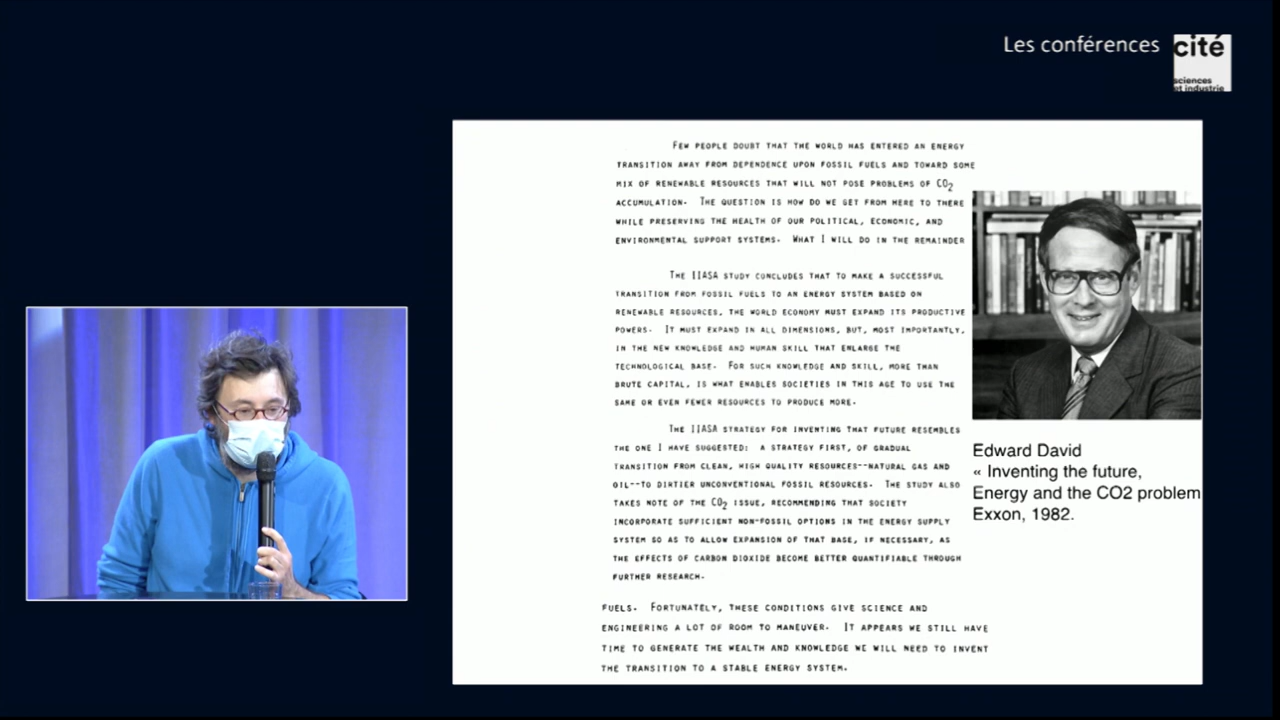 Les conférences
cité
sciences
et industrie
FEW PEOPLE DOUBT THAT THE WORLD HAS ENTERED AN ENERGY
TRANSITION AWAY FROM DEPENDENCE UPON FOSSIL FUELS AND TOWARD SOME
MIX OF RENEWABLE RESOURCES THAT WILL NOT POSE PROBLEMS OF CO2
ACCUMULATION. THE QUESTION IS HOW DO WE GET FROM HERE TO THERE
WHILE PRESERVING THE HEALTH OF OUR POLITICAL, ECONOMIC, AND
ENVIRONMENTAL SUPPORT SYSTEMS. WHAT I WILL DO IN THE REMAINDER
THE IIASA STUDY CONCLUDES THAT TO MAKE A SUCCESSFUL
TRANSITION FROM FOSSIL FUELS TO AN ENERGY SYSTEM BASED ON
RENEWABLE RESOURCES, THE WORLD ECONOMY MUST EXPAND ITS PRODUCTIVE
POWERS. IT MUST EXPAND IN ALL DIMENSIONS, BUT, MOST IMPORTANTLY,
IN THE NEW KNOWLEDGE AND HUMAN SKILL THAT ENLARGE THE
TECHNOLOGICAL BASE. FOR SUCH KNOWLEDGE AND SKILL, MORE THAN
BRUTE CAPITAL, IS WHAT ENABLES SOCIETIES IN THIS AGE TO USE THE
SAME OR EVEN FEWER RESOURCES TO PRODUCE MORE.
THE IIASA STRATEGY FOR INVENTING THAT FUTURE RESEMBLES
THE ONE I HAVE SUGGESTED: A STRATEGY FIRST, OF GRADUAL
TRANSITION FROM CLEAN, HIGH QUALITY RESOURCES--NATURAL GAS AND
OIL--TO DIRTIER UNCONVENTIONAL FOSSIL RESOURCES. THE STUDY ALSO
TAKES NOTE OF THE CO2 ISSUE, RECOMMENDING THAT SOCIETY
INCORPORATE SUFFICIENT NON-FOSSIL OPTIONS IN THE ENERGY SUPPLY
SYSTEM SO AS TO ALLOW EXPANSION OF THAT BASE, IF NECESSARY, AS
THE EFFECTS OF CARBON DIOXIDE BECOME BETTER QUANTIFIABLE THROUGH
FURTHER RESEARCH.
FUELS. FORTUNATELY, THESE CONDITIONS GIVE SCIENCE AND
ENGINEERING A LOT OF ROOM TO MANEUVER. IT APPEARS WE STILL HAVE
TIME TO GENERATE THE WEALTH AND KNOWLEDGE WE WILL NEED TO INVENT
THE TRANSITION TO A STABLE ENERGY SYSTEM.
Edward David
« Inventing the future,
Energy and the CO2 problem
Exxon, 1982.